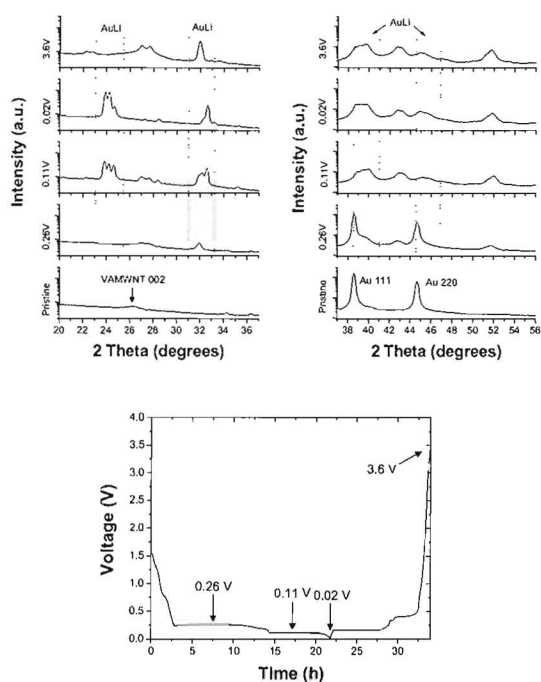 AuLi
3.6V
0.02V
0.11V
0.26V
Pristine
Intensity (a.u.)
VAMWNT 002
20 22 24 26 28 30 32 34 36
2 Theta (degrees)
AuLi
3.6V
0.02V
0.11V
0.26V
Pristino
Intensity (a.u.)
Au 111
Au 220
38 40 42 44 46 48 50 52 54 56
2 Theta (degrees)
4.0
3.5
3.0
2.5
2.0
1.5
1.0
0.5
0.0
Voltage (V)
3.6 V
0.26 V
0.11 V
0.02 V
0 5 10 15 20 25 30
Time (h)